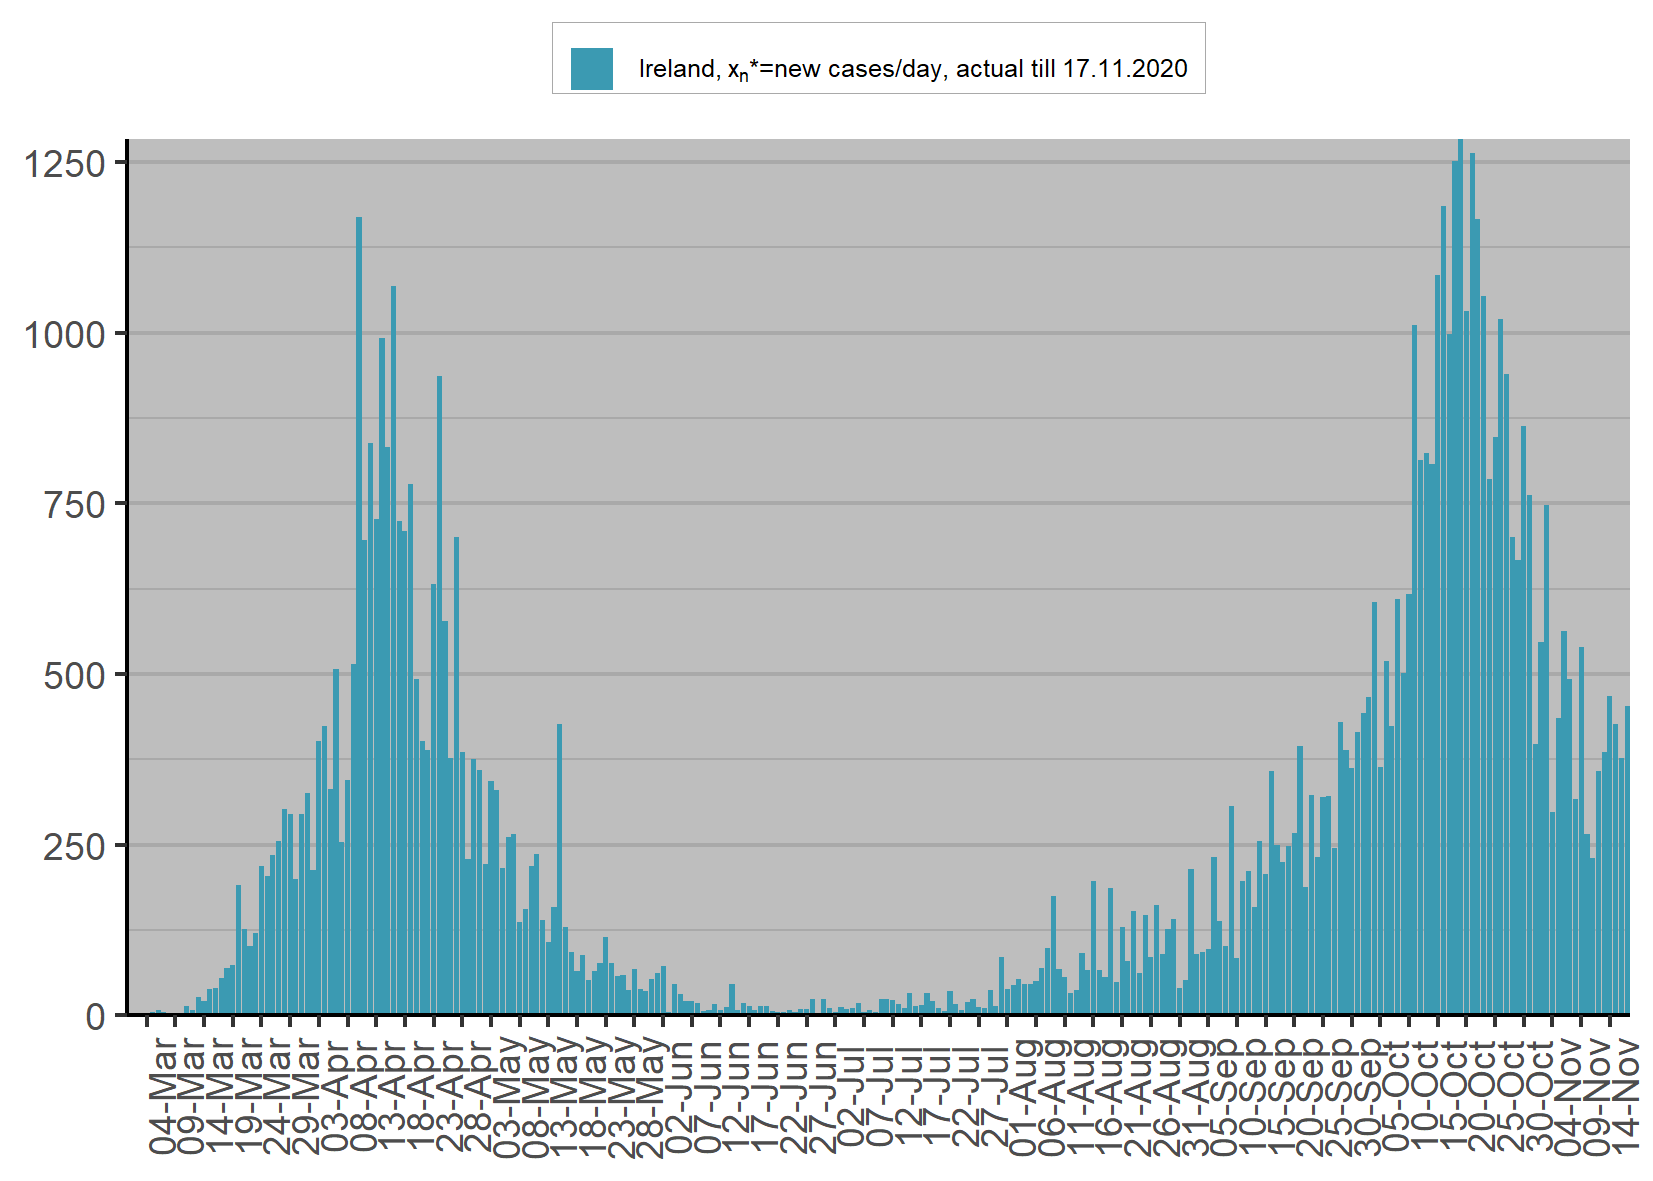 Ireland, xₙ*=new cases/day, actual till 17.11.2020
1250
1000
750
500
250
0
04-Mar
09-Mar
14-Mar
19-Mar
24-Mar
29-Mar
03-Apr
08-Apr
13-Apr
18-Apr
23-Apr
28-Apr
03-May
08-May
13-May
18-May
23-May
28-May
02-Jun
07-Jun
12-Jun
17-Jun
22-Jun
27-Jun
02-Jul
07-Jul
12-Jul
17-Jul
22-Jul
27-Jul
01-Aug
06-Aug
11-Aug
16-Aug
21-Aug
26-Aug
31-Aug
05-Sep
10-Sep
15-Sep
20-Sep
25-Sep
30-Sep
05-Oct
10-Oct
15-Oct
20-Oct
25-Oct
30-Oct
04-Nov
09-Nov
14-Nov